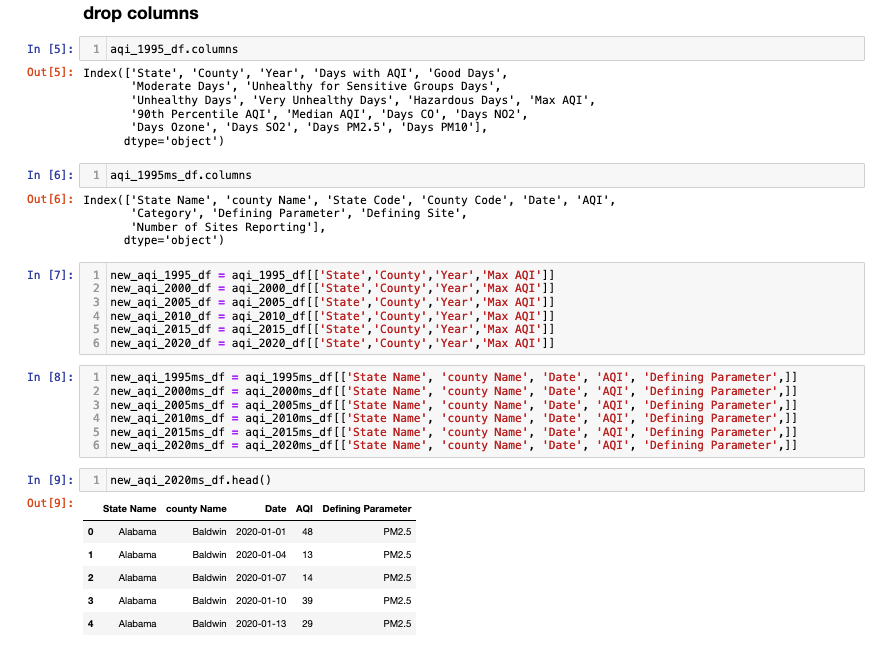 drop columns
In [5]: 1 aqi_1995_df.columns
Out[5]: Index(['State', 'County', 'Year', 'Days with AQI', 'Good Days',
'Moderate Days', 'Unhealthy for Sensitive Groups Days',
'Unhealthy Days', 'Very Unhealthy Days', 'Hazardous Days', 'Max AQI',
'90th Percentile AQI', 'Median AQI', 'Days CO', 'Days NO2',
'Days Ozone', 'Days SO2', 'Days PM2.5', 'Days PM10'],
dtype='object')
In [6]: 1 aqi_1995ms_df.columns
Out[6]: Index(['State Name', 'county Name', 'State Code', 'County Code', 'Date', 'AQI',
'Category', 'Defining Parameter', 'Defining Site',
'Number of Sites Reporting'],
dtype='object')
In [7]: 1 new_aqi_1995_df = aqi_1995_df[['State','County','Year','Max AQI']]
2 new_aqi_2000_df = aqi_2000_df[['State','County','Year','Max AQI']]
3 new_aqi_2005_df = aqi_2005_df[['State','County','Year','Max AQI']]
4 new_aqi_2010_df = aqi_2010_df[['State','County','Year','Max AQI']]
5 new_aqi_2015_df = aqi_2015_df[['State','County','Year','Max AQI']]
6 new_aqi_2020_df = aqi_2020_df[['State','County','Year','Max AQI']]
In [8]: 1 new_aqi_1995ms_df = aqi_1995ms_df[['State Name', 'county Name', 'Date', 'AQI', 'Defining Parameter',]]
2 new_aqi_2000ms_df = aqi_2000ms_df[['State Name', 'county Name', 'Date', 'AQI', 'Defining Parameter',]]
3 new_aqi_2005ms_df = aqi_2005ms_df[['State Name', 'county Name', 'Date', 'AQI', 'Defining Parameter',]]
4 new_aqi_2010ms_df = aqi_2010ms_df[['State Name', 'county Name', 'Date', 'AQI', 'Defining Parameter',]]
5 new_aqi_2015ms_df = aqi_2015ms_df[['State Name', 'county Name', 'Date', 'AQI', 'Defining Parameter',]]
6 new_aqi_2020ms_df = aqi_2020ms_df[['State Name', 'county Name', 'Date', 'AQI', 'Defining Parameter',]]
In [9]: 1 new_aqi_2020ms_df.head()
Out[9]:
State Name county Name Date AQI Defining Parameter
0 Alabama Baldwin 2020-01-01 48 PM2.5
1 Alabama Baldwin 2020-01-04 13 PM2.5
2 Alabama Baldwin 2020-01-07 14 PM2.5
3 Alabama Baldwin 2020-01-10 39 PM2.5
4 Alabama Baldwin 2020-01-13 29 PM2.5